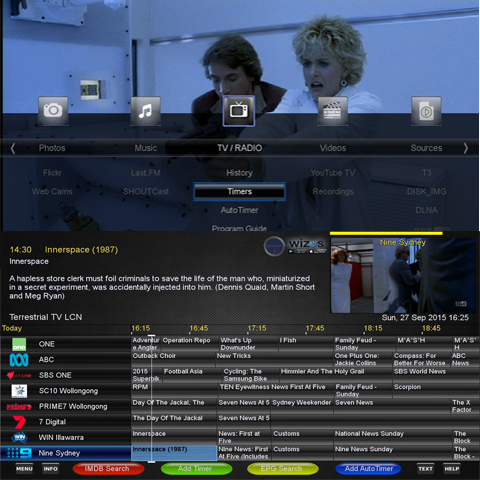 Photos Music TV / RADIO Videos Sources
Flickr Last.FM History YouTube TV T3
Web Cams SHOUTCast Timers Recordings DISK_IMG
AutoTimer DLNA
Program Guide
14:30 Innerspace (1987)
WIZ S
Nine Sydney
Innerspace
A hapless store clerk must foil criminals to save the life of the man who, miniaturized
in a secret experiment, was accidentally injected into him. (Dennis Quaid, Martin Short
and Meg Ryan)
Terrestrial TV LCN
Sun, 27 Sep 2015 16:25
Today 16:15 16:45 17:15 17:45 18:15 18:45
one ONE Adventur e Angler Operation Repo What's Up Downunder I Fish Family Feud - Sunday M*A*S*H M*A*S* H
ABC Outback Choir New Tricks One Plus One: Jackie Collins Compass: For Better For Worse ABC News
SBS ONE 2015 Superbik Football Asia Cycling: The Samsung Bike Himmler And The Holy Grail SBS World News
SC10 Wollongong RPM TEN Eyewitness News First At Five Family Feud - Sunday Scorpion
PRIME7 Wollongong Day Of The Jackal, The Seven News At 5 Sydney Weekender Seven News The X Factor
7 Digital The Day Of The Jackal Seven News At 5
WIN WIN Illawarra Innerspace News: First at Five Customs National News Sunday The Block
9 Nine Sydney Innerspace (1987) Nine News: First At Five (Includes Customs Nine News Sunday The Block -
MENU INFO IMDB Search Add Timer EPG Search Add AutoTimer TEXT HELP